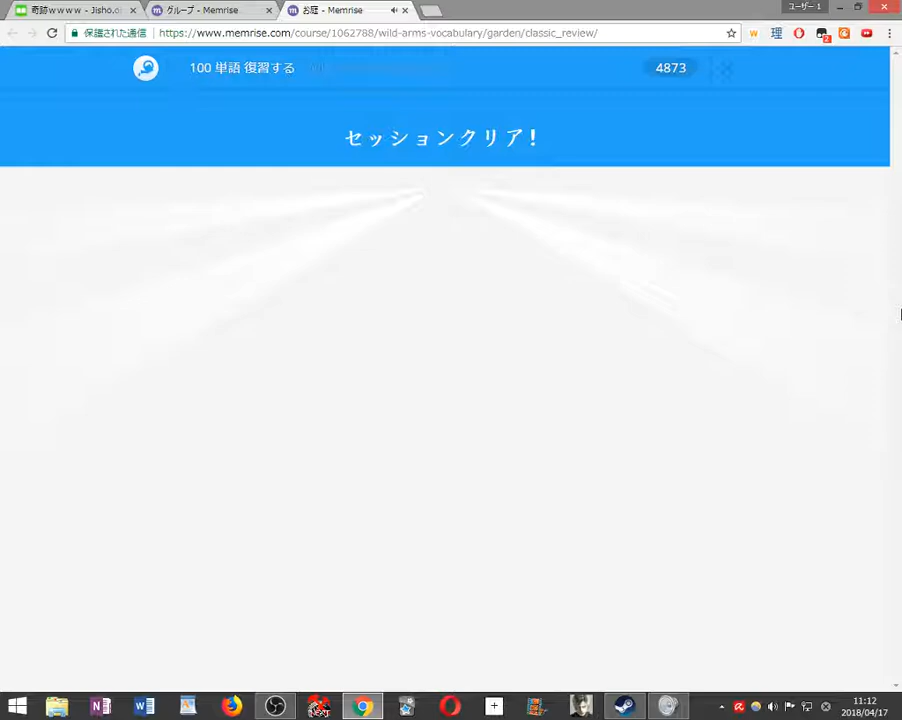 奇跡ｗｗｗｗ - Jisho.o
グループ - Memrise
お庭 - Memrise
ユーザー 1
保護された通信
https://www.memrise.com/course/1062788/wild-arms-vocabulary/garden/classic_review/
100 単語 復習する
4873
セッションクリア!
11:12
2018/04/17